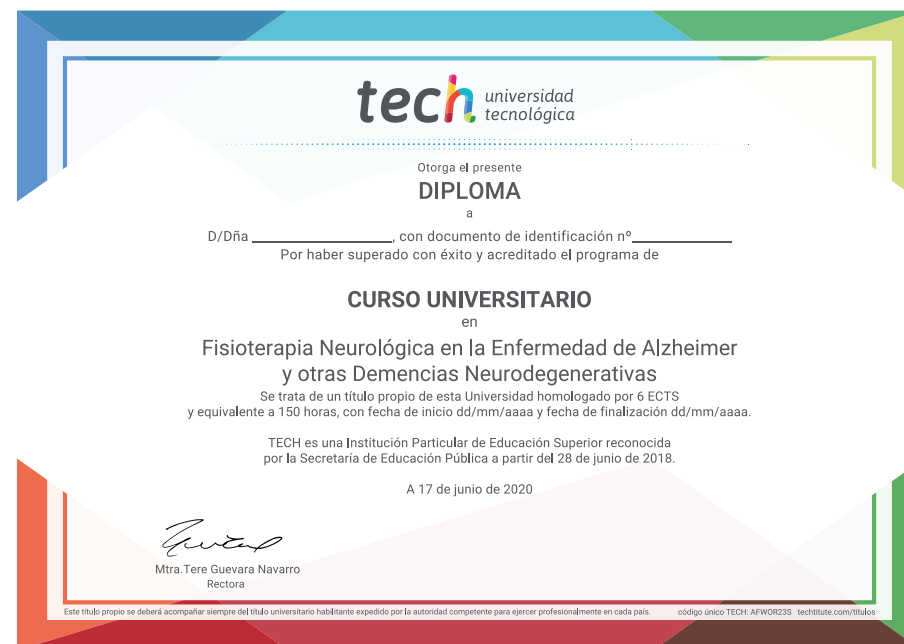 tech universidad
tecnológica
Otorga el presente
DIPLOMA
a
D/Dña ____________________, con documento de identificación nº______________
Por haber superado con éxito y acreditado el programa de
CURSO UNIVERSITARIO
en
Fisioterapia Neurológica en la Enfermedad de Alzheimer
y otras Demencias Neurodegenerativas
Se trata de un título propio de esta Universidad homologado por 6 ECTS
y equivalente a 150 horas, con fecha de inicio dd/mm/aaaa y fecha de finalización dd/mm/aaaa.
TECH es una Institución Particular de Educación Superior reconocida
por la Secretaría de Educación Pública a partir del 28 de junio de 2018.
A 17 de junio de 2020
Mtra.Tere Guevara Navarro
Rectora
Este título propio se deberá acompañar siempre del título universitario habilitante expedido por la autoridad competente para ejercer profesionalmente en cada país. código único TECH: AFWOR23S techtitute.com/titulos